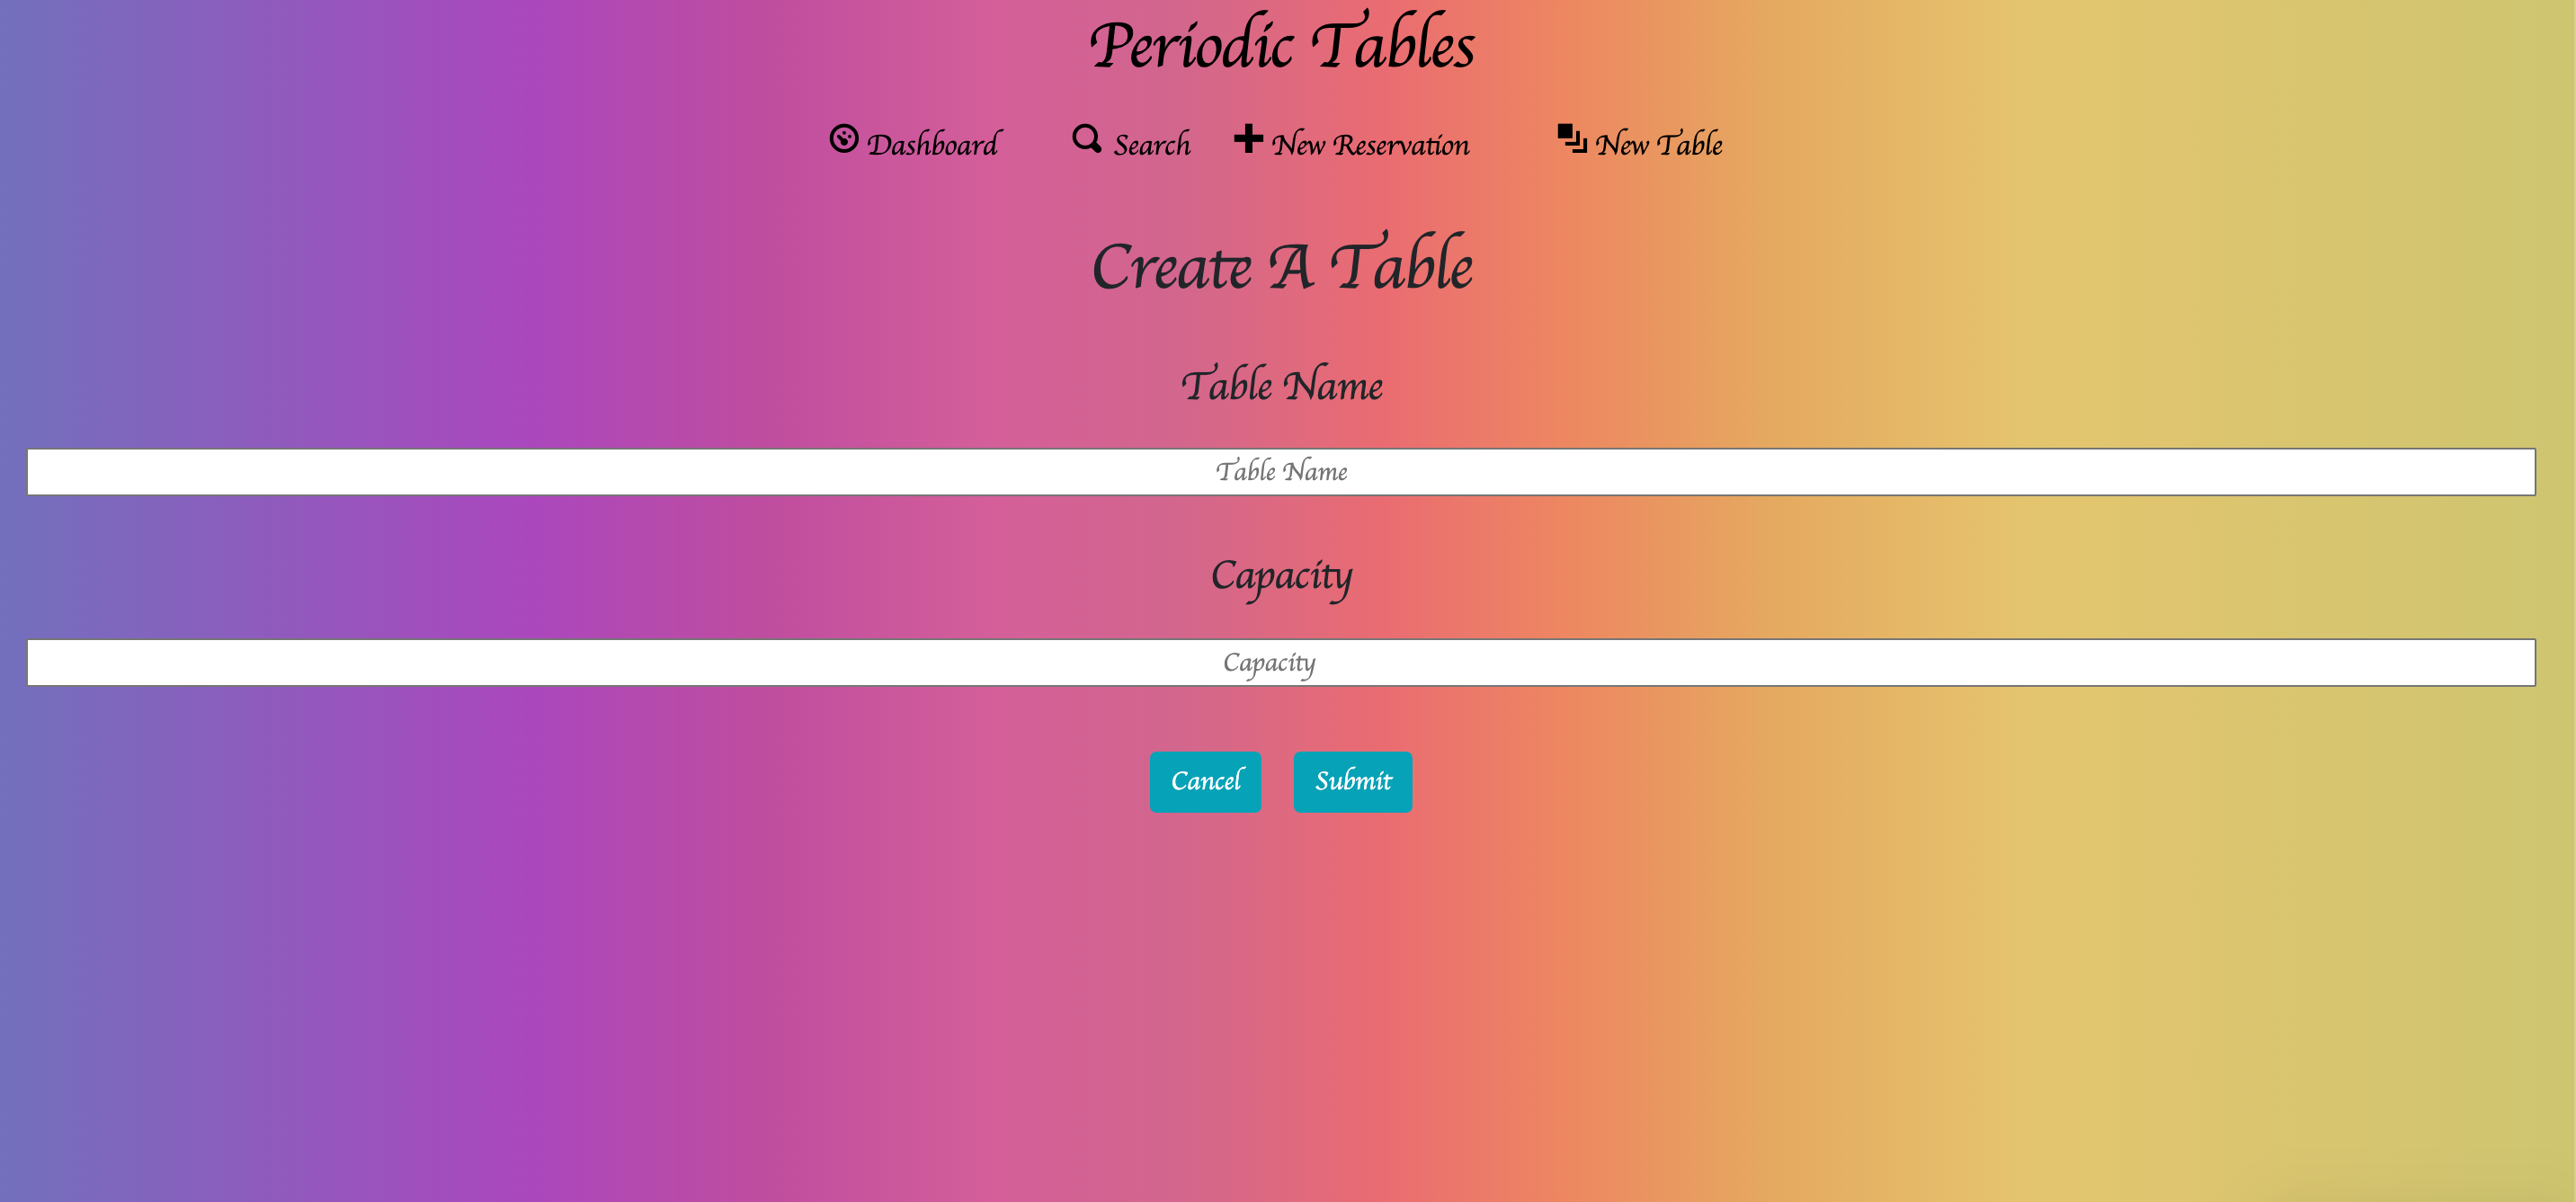 Periodic Tables
Dashboard Search New Reservation New Table
Create A Table
Table Name
Table Name
Capacity
Capacity
Cancel Submit